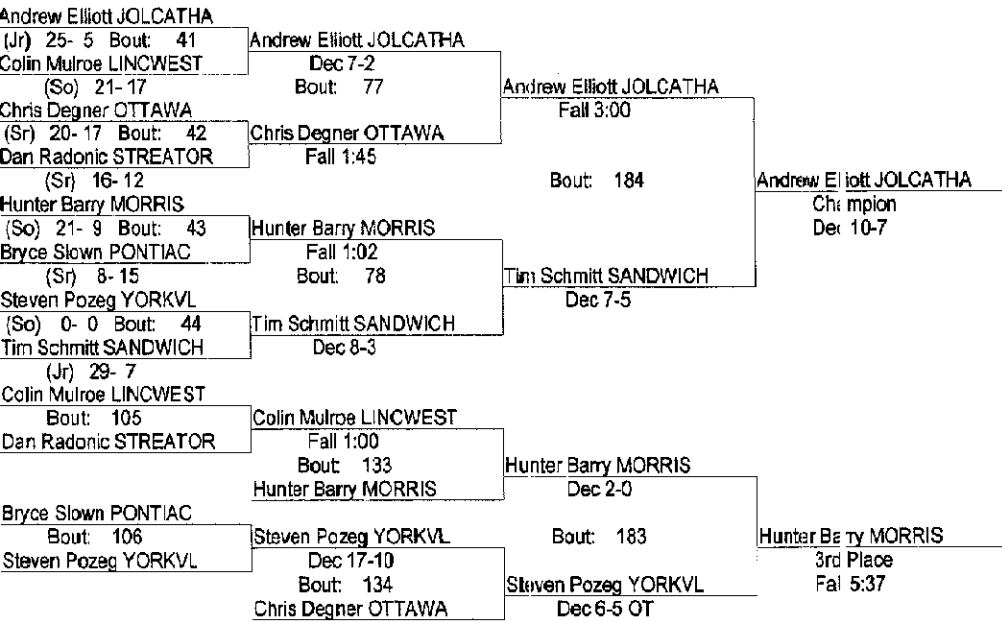 Andrew Elliott JOLCATHA
(Jr) 25- 5 Bout: 41
Colin Mulroe LINCWEST
(So) 21- 17
Chris Degner OTTAWA
(Sr) 20- 17 Bout: 42
Dan Radonic STREATOR
(Sr) 16- 12
Hunter Barry MORRIS
(So) 21- 9 Bout: 43
Bryce Slown PONTIAC
(Sr) 8- 15
Steven Pozeg YORKVL
(So) 0- 0 Bout: 44
Tim Schmitt SANDWICH
(Jr) 29- 7
Andrew Elliott JOLCATHA
Dec 7-2
Bout: 77
Chris Degner OTTAWA
Fall 1:45
Hunter Barry MORRIS
Fall 1:02
Bout: 78
Tim Schmitt SANDWICH
Dec 8-3
Andrew Elliott JOLCATHA
Fall 3:00
Bout: 184
Tim Schmitt SANDWICH
Dec 7-5
Andrew Elliott JOLCATHA
Champion
Dec 10-7
Colin Mulroe LINCWEST
Bout: 105
Dan Radonic STREATOR
Bryce Slown PONTIAC
Bout: 106
Steven Pozeg YORKVL
Colin Mulroe LINCWEST
Fall 1:00
Bout: 133
Hunter Barry MORRIS
Steven Pozeg YORKVL
Dec 17-10
Bout: 134
Chris Degner OTTAWA
Hunter Barry MORRIS
Dec 2-0
Bout: 183
Steven Pozeg YORKVL
Dec 6-5 OT
Hunter Barry MORRIS
3rd Place
Fall 5:37